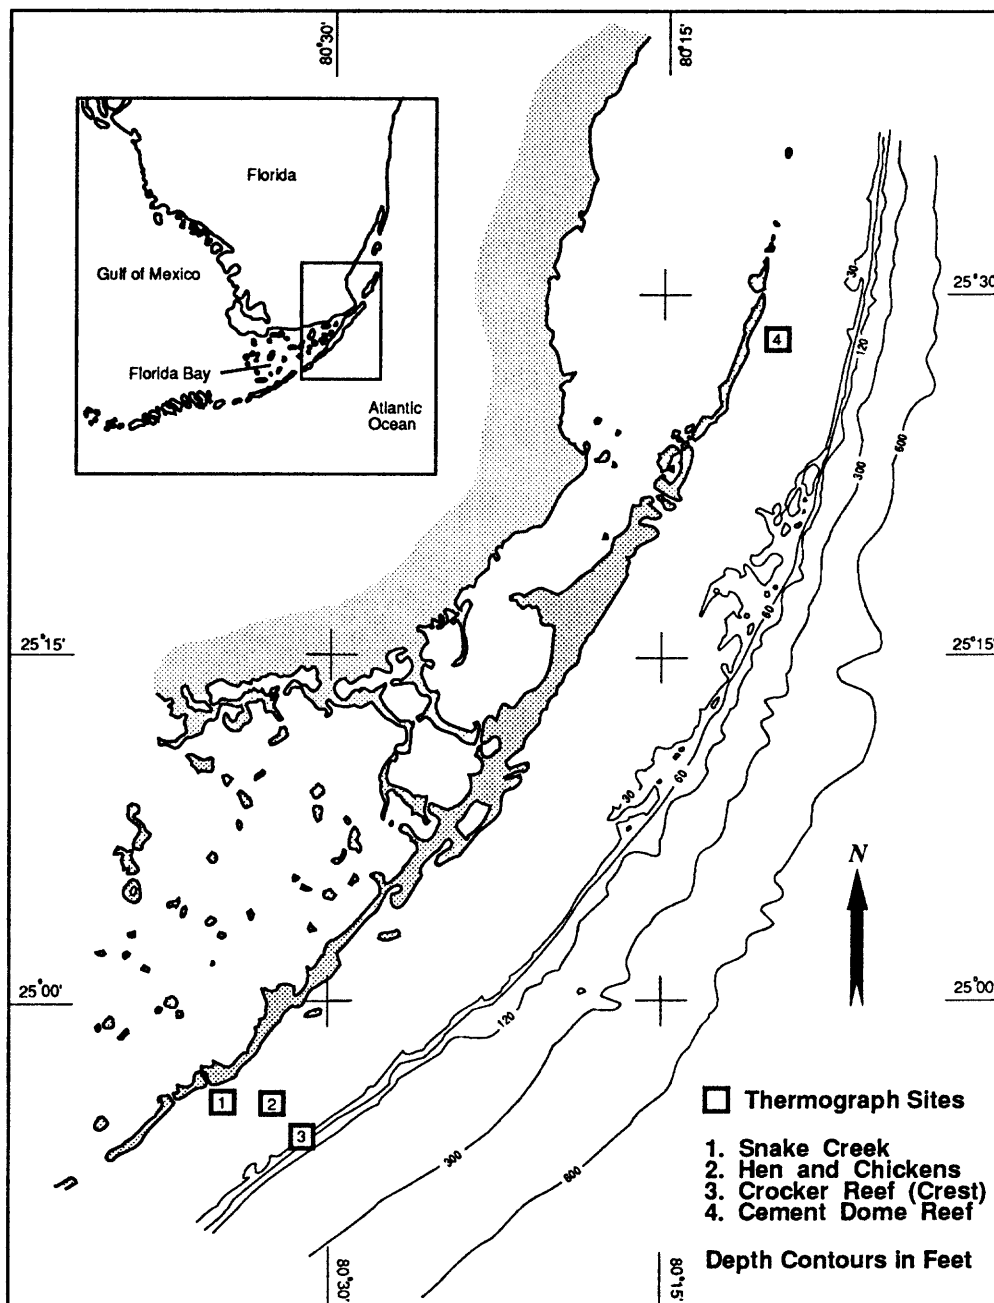 80°30'
80°15'
Florida
Gulf of Mexico
Florida Bay
Atlantic
Ocean
30
25°30'
120
4
600
300
60
25°15'
25°15'
60
30
N
25°00'
25°00'
120
1
2
3
300
600
Thermograph Sites
1. Snake Creek
2. Hen and Chickens
3. Crocker Reef (Crest)
4. Cement Dome Reef
Depth Contours in Feet
80°30'
80°15'